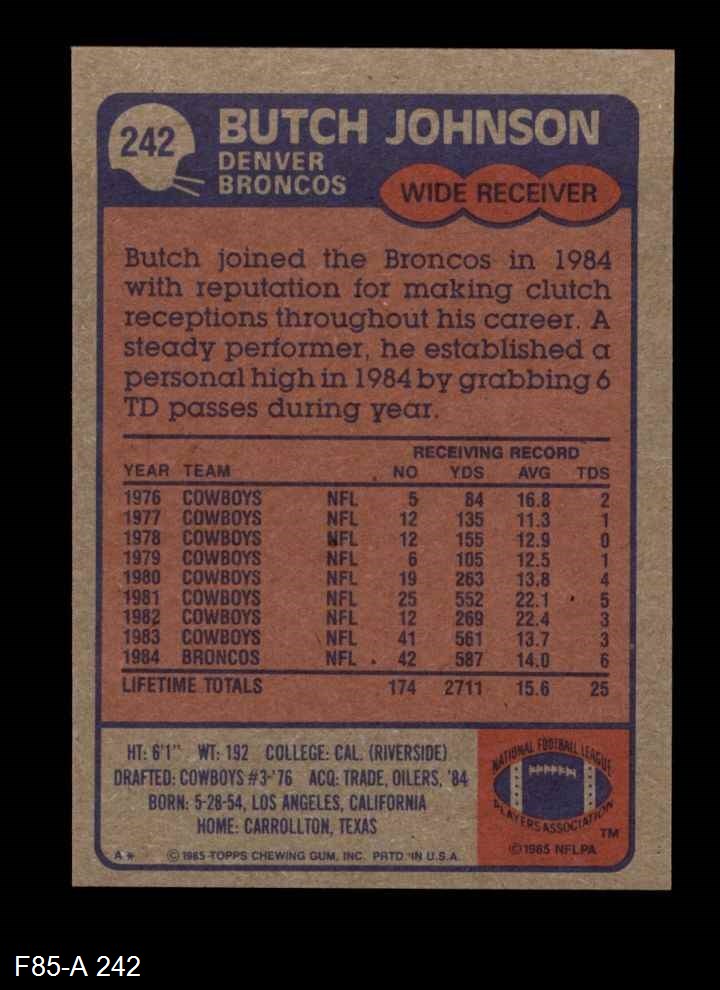 242
BUTCH JOHNSON
DENVER
BRONCOS
WIDE RECEIVER
Butch joined the Broncos in 1984
with reputation for making clutch
receptions throughout his career. A
steady performer, he established a
personal high in 1984 by grabbing 6
TD passes during year.
RECEIVING RECORD
YEAR TEAM NO YDS AVG TDS
1976 COWBOYS NFL 5 84 16.8 2
1977 COWBOYS NFL 12 135 11.3 1
1978 COWBOYS NFL 12 155 12.9 0
1979 COWBOYS NFL 6 105 12.5 1
1980 COWBOYS NFL 19 263 13.8 4
1981 COWBOYS NFL 25 552 22.1 5
1982 COWBOYS NFL 12 269 22.4 3
1983 COWBOYS NFL 41 561 13.7 3
1984 BRONCOS NFL 42 587 14.0 6
LIFETIME TOTALS 174 2711 15.6 25
HT: 6'1" WT: 192 COLLEGE: CAL. (RIVERSIDE)
DRAFTED: COWBOYS #3-'76 ACQ: TRADE, OILERS, '84
BORN: 5-28-54, LOS ANGELES, CALIFORNIA
HOME: CARROLLTON, TEXAS
A* © 1985 TOPPS CHEWING GUM, INC. PRTD. IN U.S.A.
NATIONAL FOOTBALL LEAGUE
PLAYERS ASSOCIATION
TM
© 1985 NFLPA
F85-A 242